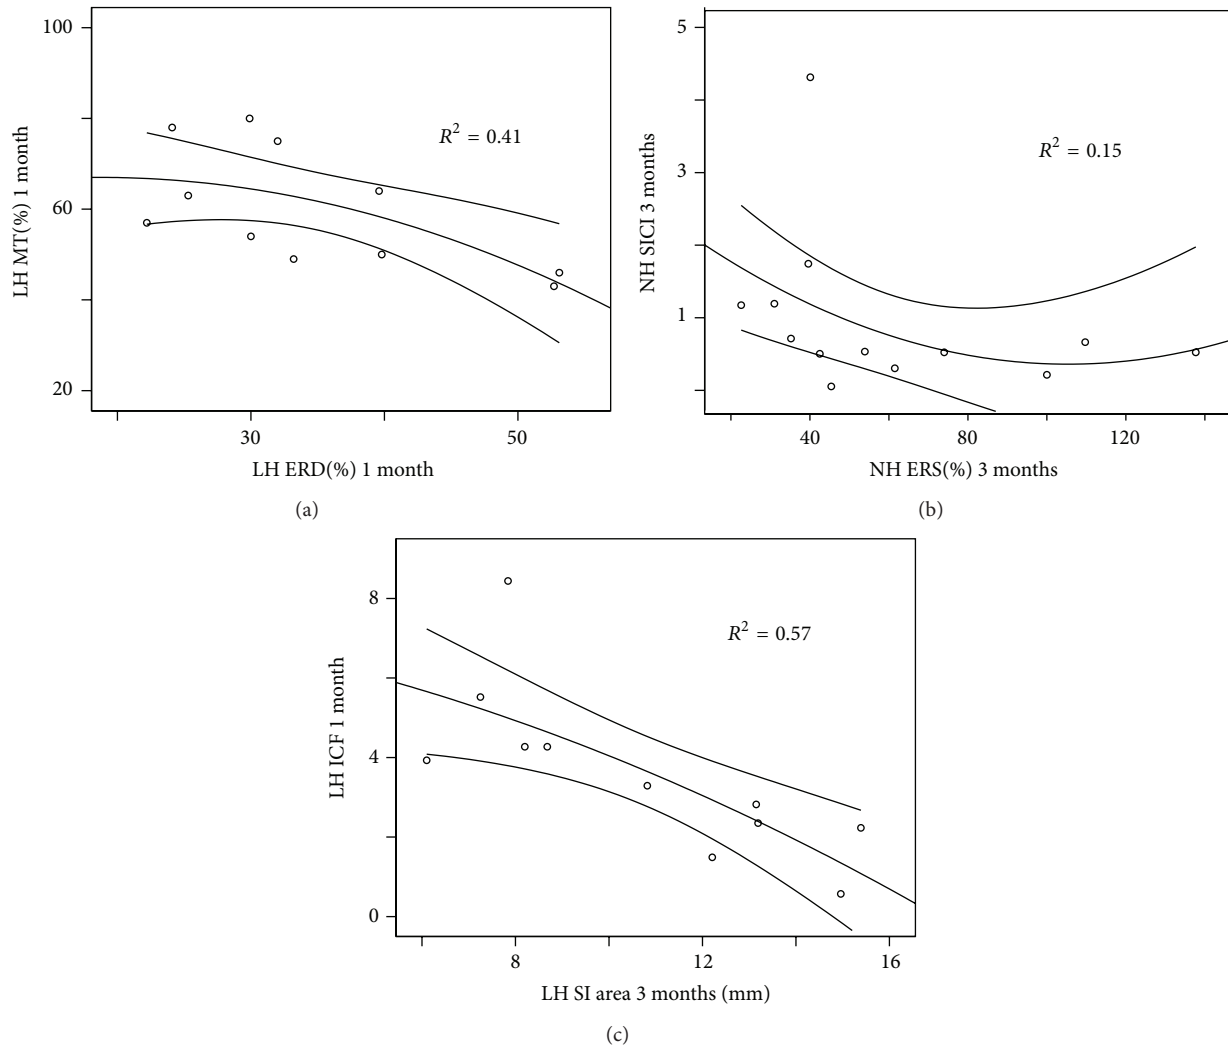 100
60
20
LH MT(%) 1 month
R² = 0.41
30 50
LH ERD(%) 1 month
(a)
5
3
1
NH SICI 3 months
R² = 0.15
40 80 120
NH ERS(%) 3 months
(b)
8
4
0
LH ICF 1 month
R² = 0.57
8 12 16
LH SI area 3 months (mm)
(c)